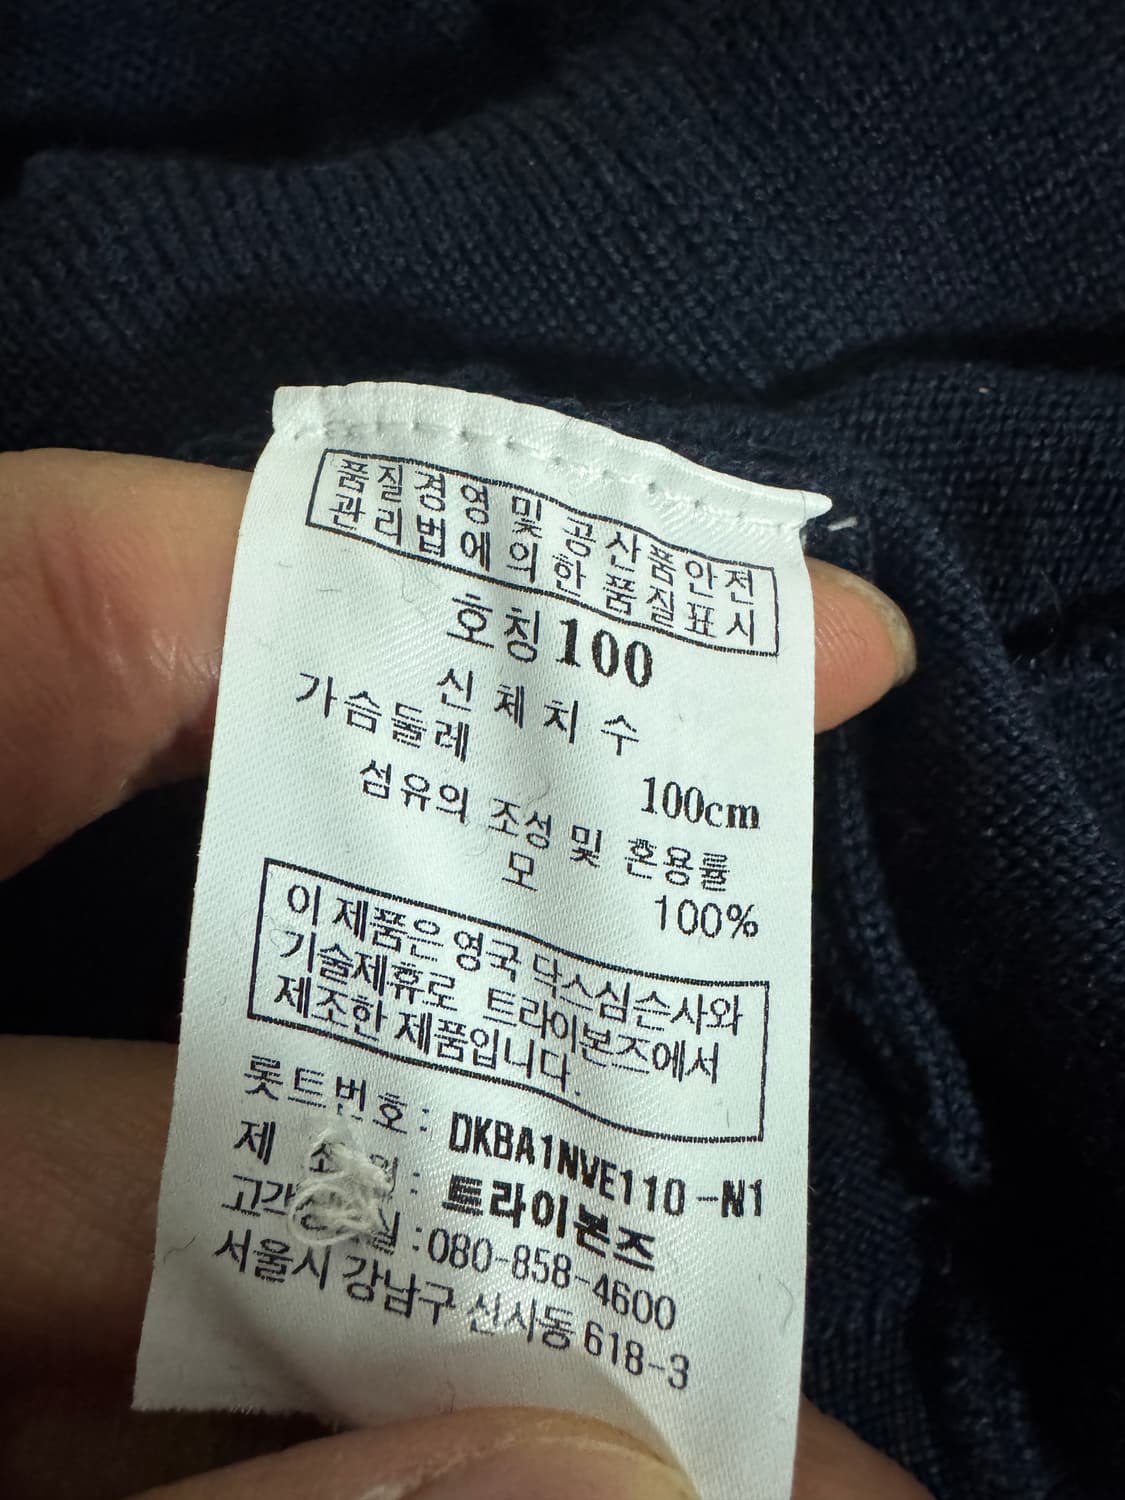 품질경영 및 공산품안전
관리법에의한 품질표시
호칭 100
신체치수
가슴둘레 100cm
섬유의 조성 및 혼용률
모 100%
이 제품은 영국 닥스심슨사와
기술제휴로 트라이본즈에서
제조한 제품입니다.
롯트번호 : DKBA1NVE110-N1
제 : 트라이본즈
:080-858-4600
서울시 강남구 신사동 618-3